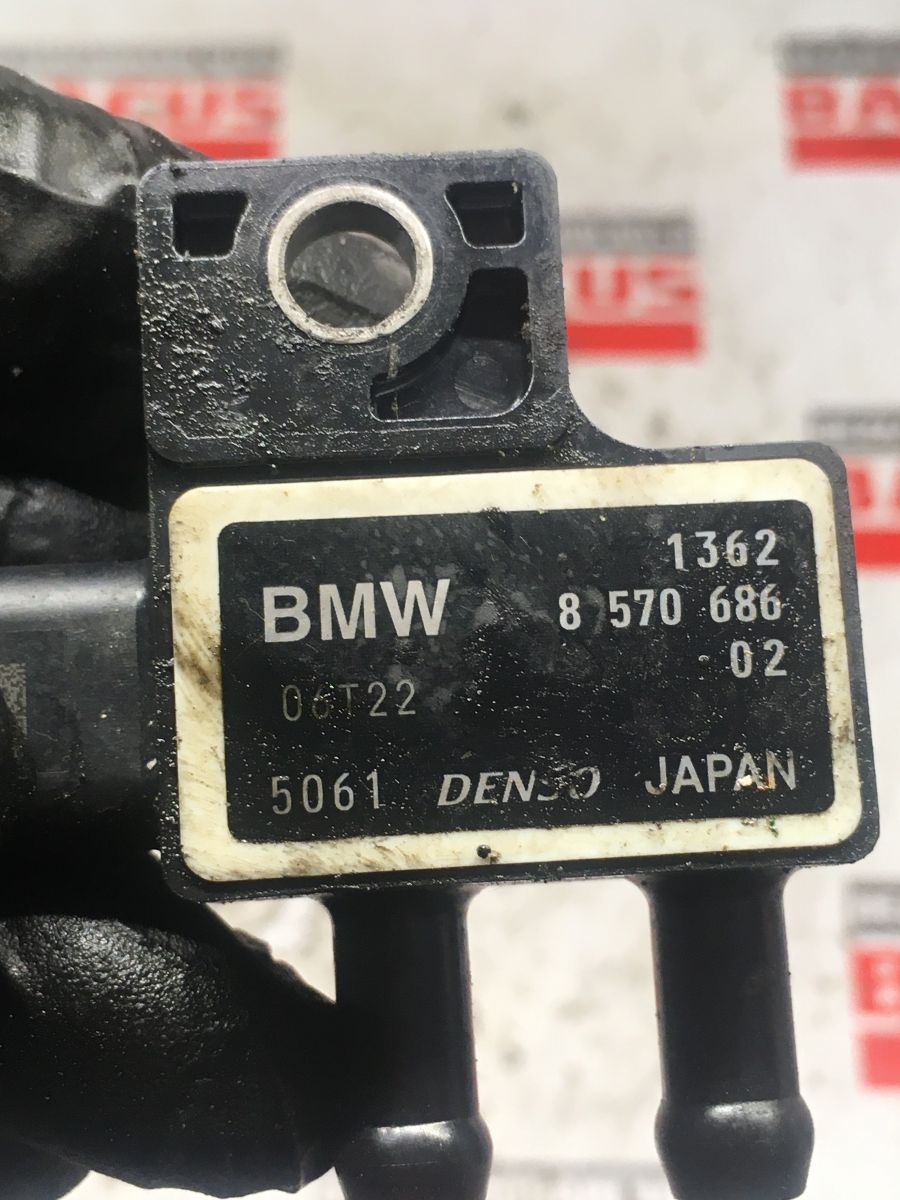 1362
BMW 8 570 686
02
06T22
5061 DENSO JAPAN